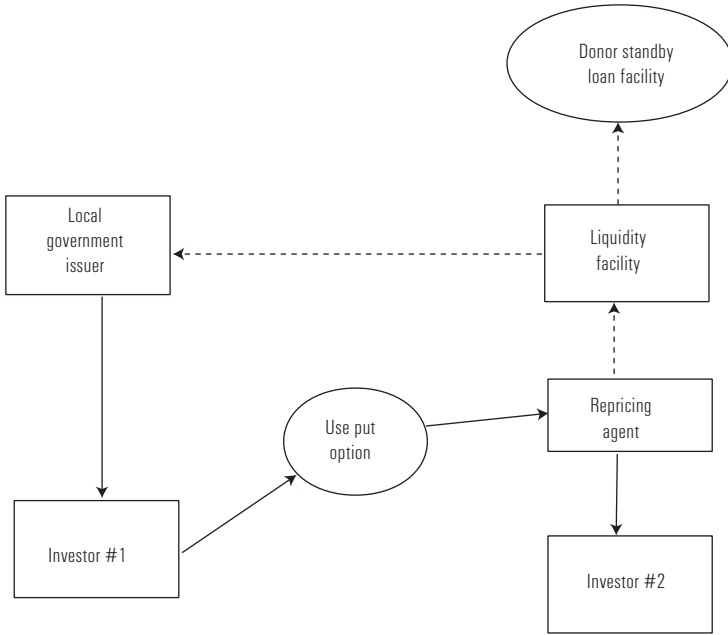 Donor standby
loan facility
Local
government
issuer
Liquidity
facility
Use put
option
Repricing
agent
Investor #1
Investor #2